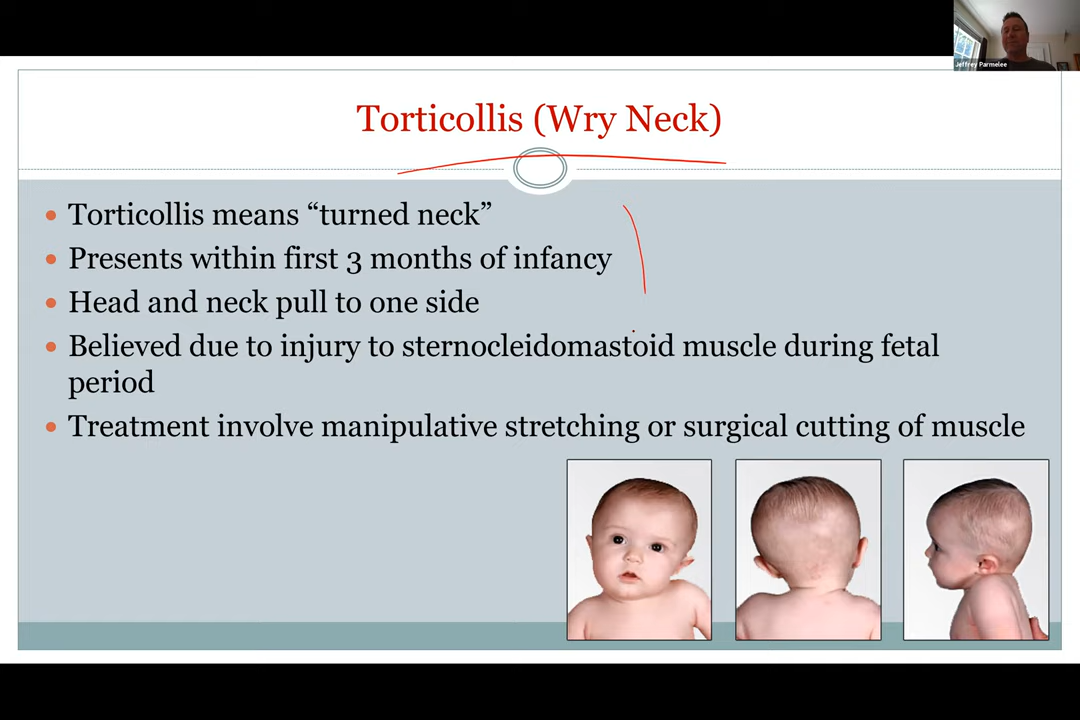 Jeffrey Parmelee
Torticollis (Wry Neck)
• Torticollis means “turned neck”
• Presents within first 3 months of infancy
• Head and neck pull to one side
• Believed due to injury to sternocleidomastoid muscle during fetal
period
• Treatment involve manipulative stretching or surgical cutting of muscle